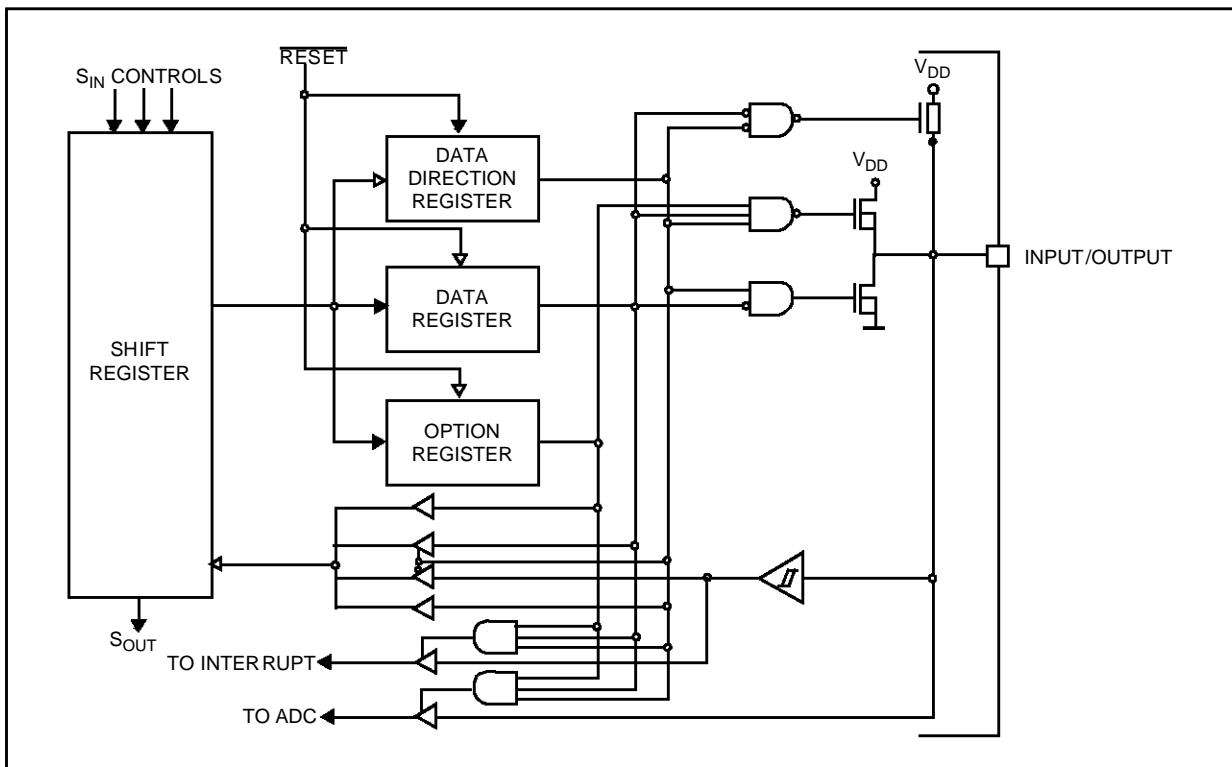 RESET
S_IN CONTROLS
V_DD
DATA
DIRECTION
REGISTER
V_DD
INPUT/OUTPUT
DATA
REGISTER
SHIFT
REGISTER
OPTION
REGISTER
S_OUT
TO INTERRUPT
TO ADC